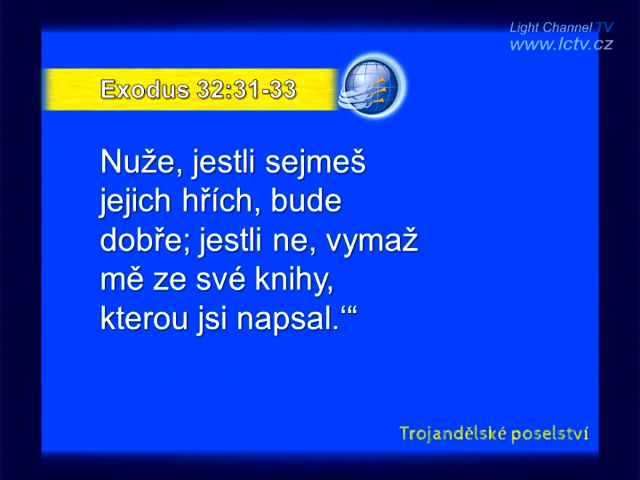 Light Channel TV
www.lctv.cz
Exodus 32:31-33
Nuže, jestli sejmeš
jejich hřích, bude
dobře; jestli ne, vymaž
mě ze své knihy,
kterou jsi napsal.‘“
Trojandělské poselství